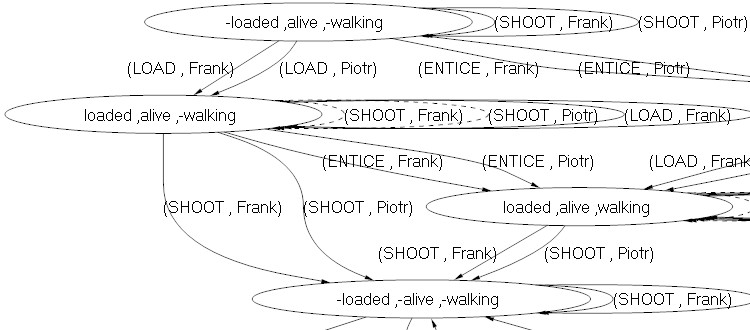 -loaded ,alive ,-walking
(SHOOT , Frank)
(SHOOT , Piotr)
(LOAD , Frank)
(LOAD , Piotr)
(ENTICE , Frank)
(ENTICE , Piotr)
loaded ,alive ,-walking
(SHOOT , Frank)
(SHOOT , Piotr)
(LOAD , Frank)
(ENTICE , Frank)
(ENTICE , Piotr)
(LOAD , Frank
(SHOOT , Frank)
(SHOOT , Piotr)
loaded ,alive ,walking
(SHOOT , Frank)
(SHOOT , Piotr)
-loaded ,-alive ,-walking
(SHOOT , Frank)